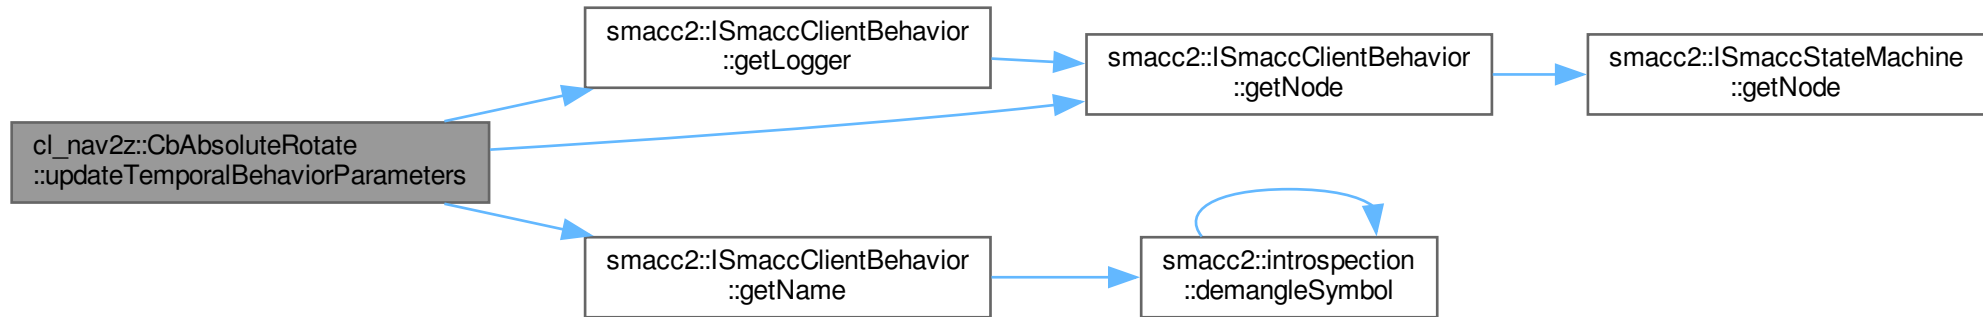 cl_nav2z::CbAbsoluteRotate
::updateTemporalBehaviorParameters
smacc2::ISmaccClientBehavior
::getLogger
smacc2::ISmaccClientBehavior
::getNode
smacc2::ISmaccStateMachine
::getNode
smacc2::ISmaccClientBehavior
::getName
smacc2::introspection
::demangleSymbol